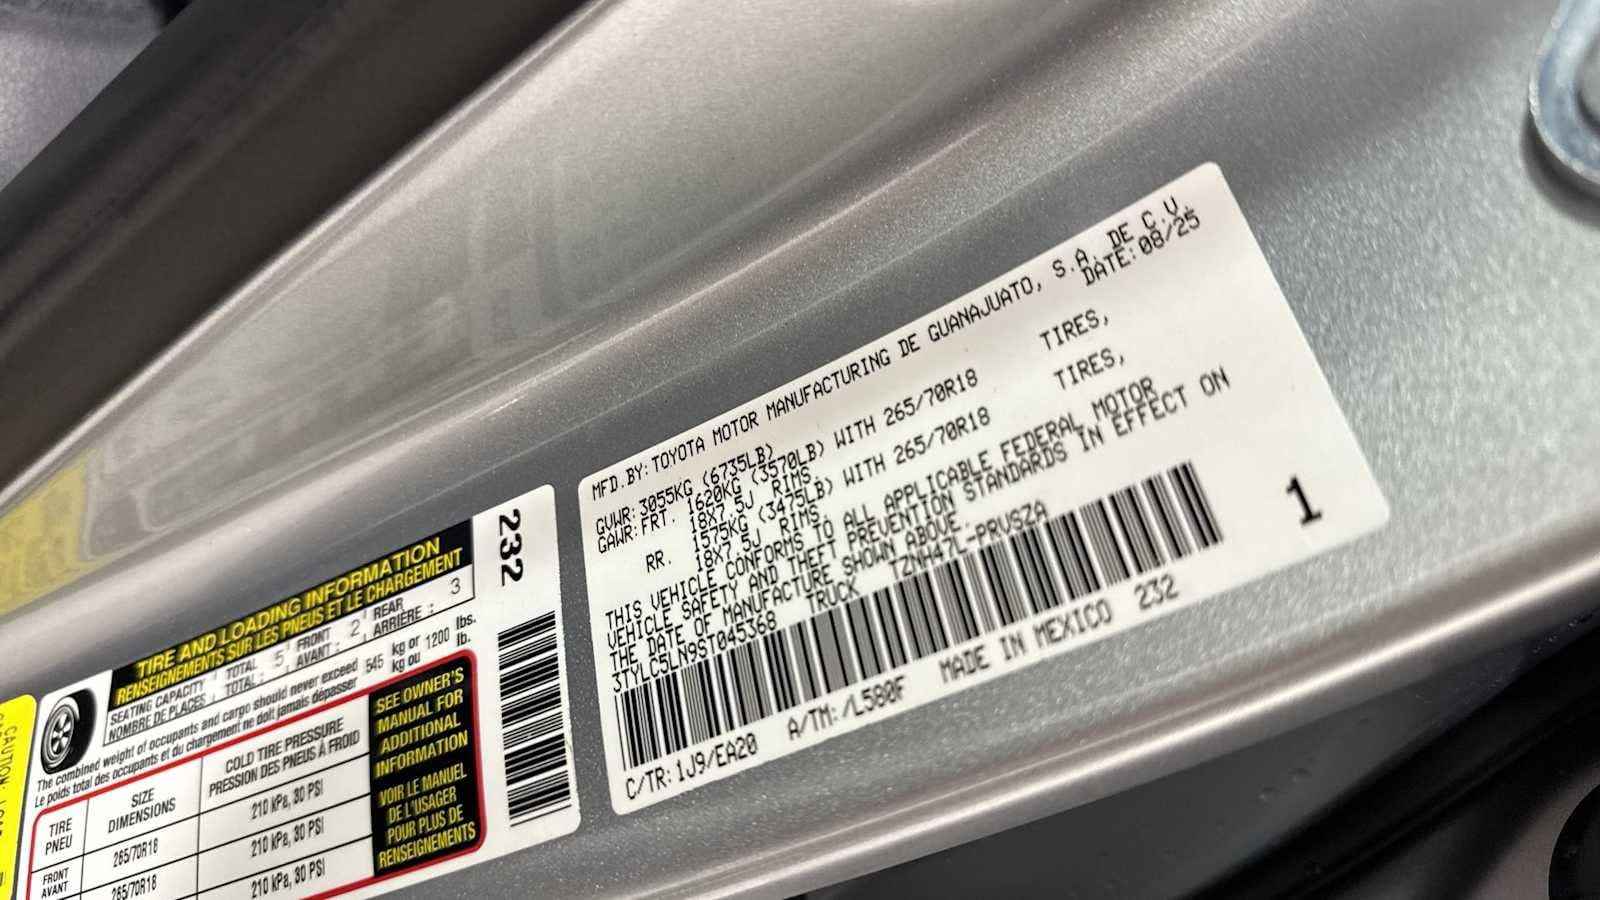 MFD.BY: TOYOTA MOTOR MANUFACTURING DE GUANAJUATO, S.A. DE C.V.
DATE: 08/25
GVWR: 3055KG (6735LB)
GAWR: FRT. 1620KG (3570LB) WITH 265/70R18 TIRES,
18X7.5J RIMS.
RR. 1575KG (3475LB) WITH 265/70R18 TIRES,
18X7.5J RIMS.
THIS VEHICLE CONFORMS TO ALL APPLICABLE FEDERAL MOTOR
VEHICLE SAFETY AND THEFT PREVENTION STANDARDS IN EFFECT ON
THE DATE OF MANUFACTURE SHOWN ABOVE.
3TYLC5LN9ST045368 TRUCK TZNH47L-PRVSZA
C/TR: 1J9/EA20 A/TM: /L580F MADE IN MEXICO 232
1
232
TIRE AND LOADING INFORMATION
RENSEIGNEMENTS SUR LES PNEUS ET LE CHARGEMENT
SEATING CAPACITY TOTAL 5 FRONT 2 REAR 3
NOMBRE DE PLACES TOTAL : AVANT : ARRIÈRE :
The combined weight of occupants and cargo should never exceed 545 kg or 1200 lbs.
Le poids total des occupants et du chargement ne doit jamais dépasser kg ou lb.
TIRE
PNEU
SIZE
DIMENSIONS
COLD TIRE PRESSURE
PRESSION DES PNEUS À FROID
FRONT
AVANT
265/70R18
210 kPa, 30 PSI
265/70R18
210 kPa, 30 PSI
210 kPa, 30 PSI
SEE OWNER'S
MANUAL FOR
ADDITIONAL
INFORMATION
VOIR LE MANUEL
DE L'USAGER
POUR PLUS DE
RENSEIGNEMENTS
CAUTION: